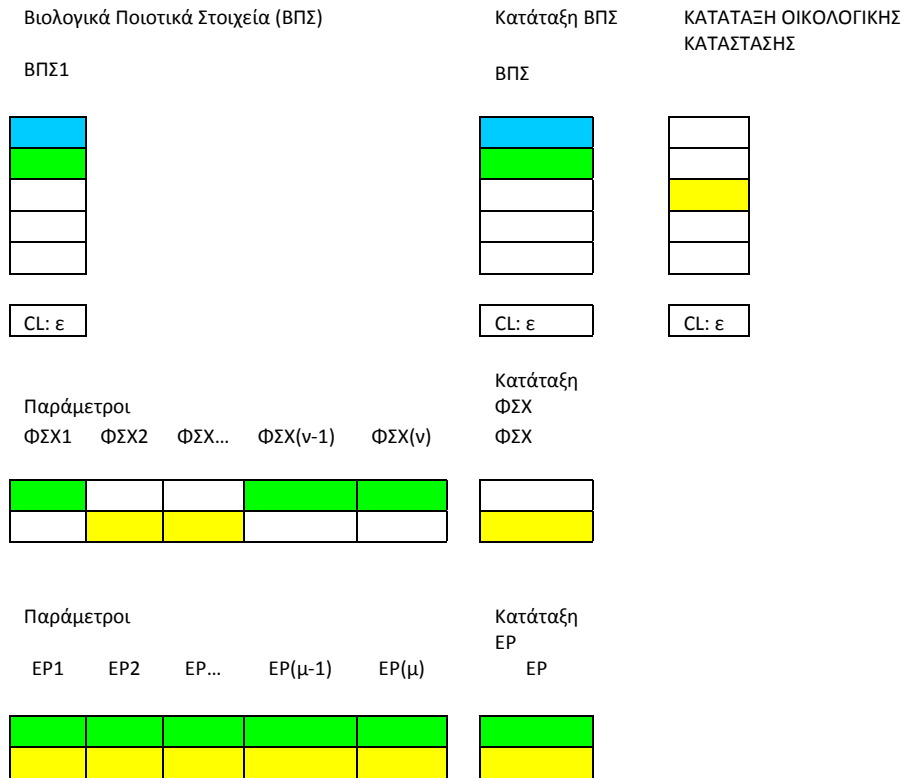 Βιολογικά Ποιοτικά Στοιχεία (ΒΠΣ)
Κατάταξη ΒΠΣ
ΚΑΤΑΤΑΞΗ ΟΙΚΟΛΟΓΙΚΗΣ
ΚΑΤΑΣΤΑΣΗΣ
ΒΠΣ1
ΒΠΣ
CL: ε
CL: ε
CL: ε
Παράμετροι
Κατάταξη
ΦΣΧ
ΦΣΧ1 ΦΣΧ2 ΦΣΧ... ΦΣΧ(ν-1) ΦΣΧ(ν)
ΦΣΧ
Παράμετροι
Κατάταξη
ΕΡ
ΕΡ1 ΕΡ2 ΕΡ... ΕΡ(μ-1) ΕΡ(μ)
ΕΡ